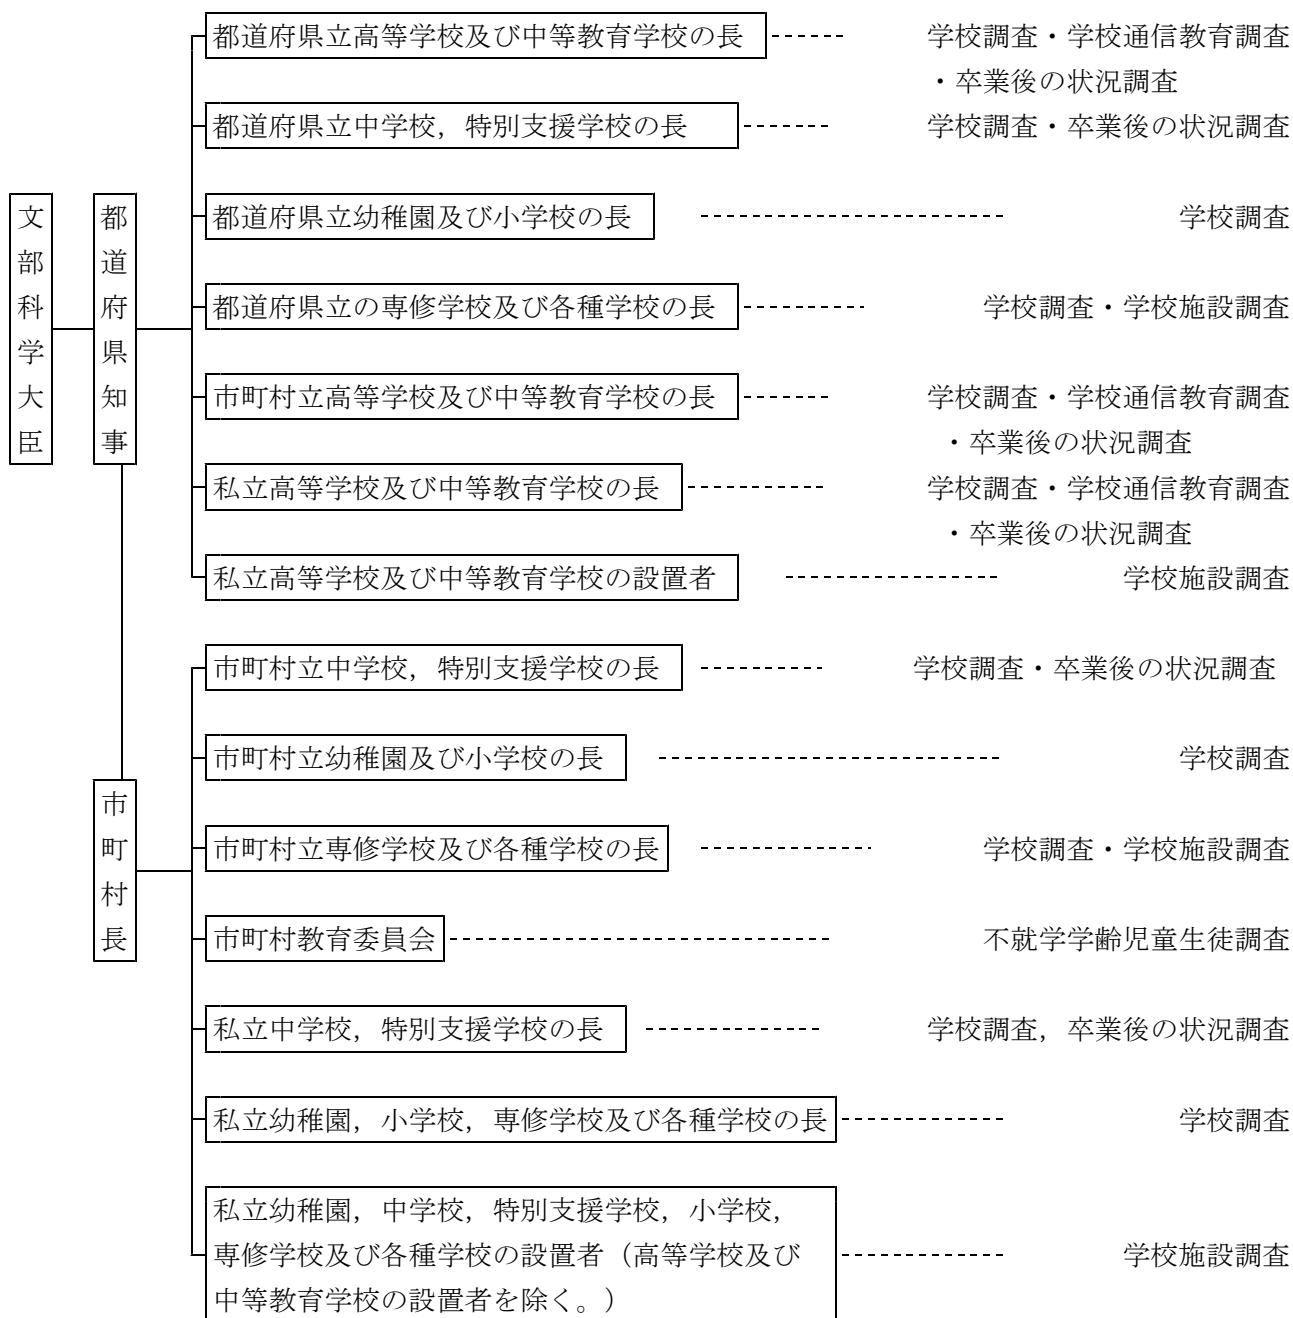 都道府県立高等学校及び中等教育学校の長 学校調査・学校通信教育調査
・卒業後の状況調査
都道府県立中学校，特別支援学校の長 学校調査・卒業後の状況調査
文部科学大臣
都道府県知事
都道府県立幼稚園及び小学校の長 学校調査
都道府県立の専修学校及び各種学校の長 学校調査・学校施設調査
市町村立高等学校及び中等教育学校の長 学校調査・学校通信教育調査
・卒業後の状況調査
私立高等学校及び中等教育学校の長 学校調査・学校通信教育調査
・卒業後の状況調査
私立高等学校及び中等教育学校の設置者 学校施設調査
市町村立中学校，特別支援学校の長 学校調査・卒業後の状況調査
市町村立幼稚園及び小学校の長 学校調査
市町村長
市町村立専修学校及び各種学校の長 学校調査・学校施設調査
市町村教育委員会 不就学学齢児童生徒調査
私立中学校，特別支援学校の長 学校調査，卒業後の状況調査
私立幼稚園，小学校，専修学校及び各種学校の長 学校調査
私立幼稚園，中学校，特別支援学校，小学校，
専修学校及び各種学校の設置者（高等学校及び 学校施設調査
中等教育学校の設置者を除く。）